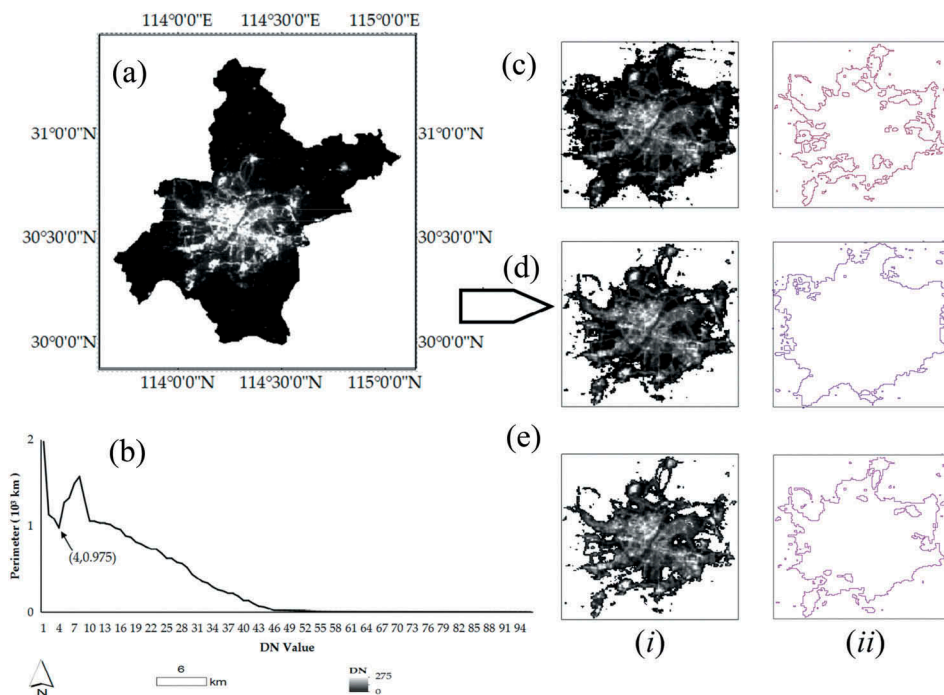 114°0'0"E 114°30'0"E 115°0'0"E
(a)
31°0'0"N 31°0'0"N
30°30'0"N 30°30'0"N
30°0'0"N 30°0'0"N
114°0'0"N 114°30'0"N 115°0'0"N
(b)
2
1
0
Perimeter (10³ km)
(4,0.975)
1 4 7 10 13 16 19 22 25 28 31 34 37 40 43 46 49 52 55 58 61 64 67 70 73 76 79 82 85 88 91 94
DN Value
N
6
km
DN
275
0
(c)
(d)
(e)
(i) (ii)